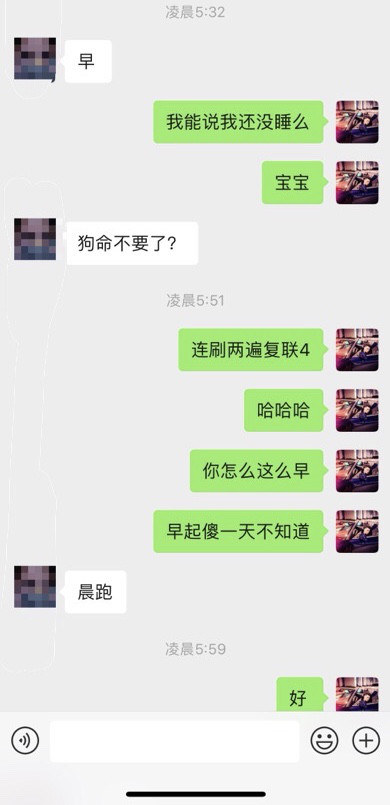 凌晨5:32
早
我能说我还没睡么
宝宝
狗命不要了?
凌晨5:51
连刷两遍复联4
哈哈哈
你怎么这么早
早起傻一天不知道
晨跑
凌晨5:59
好